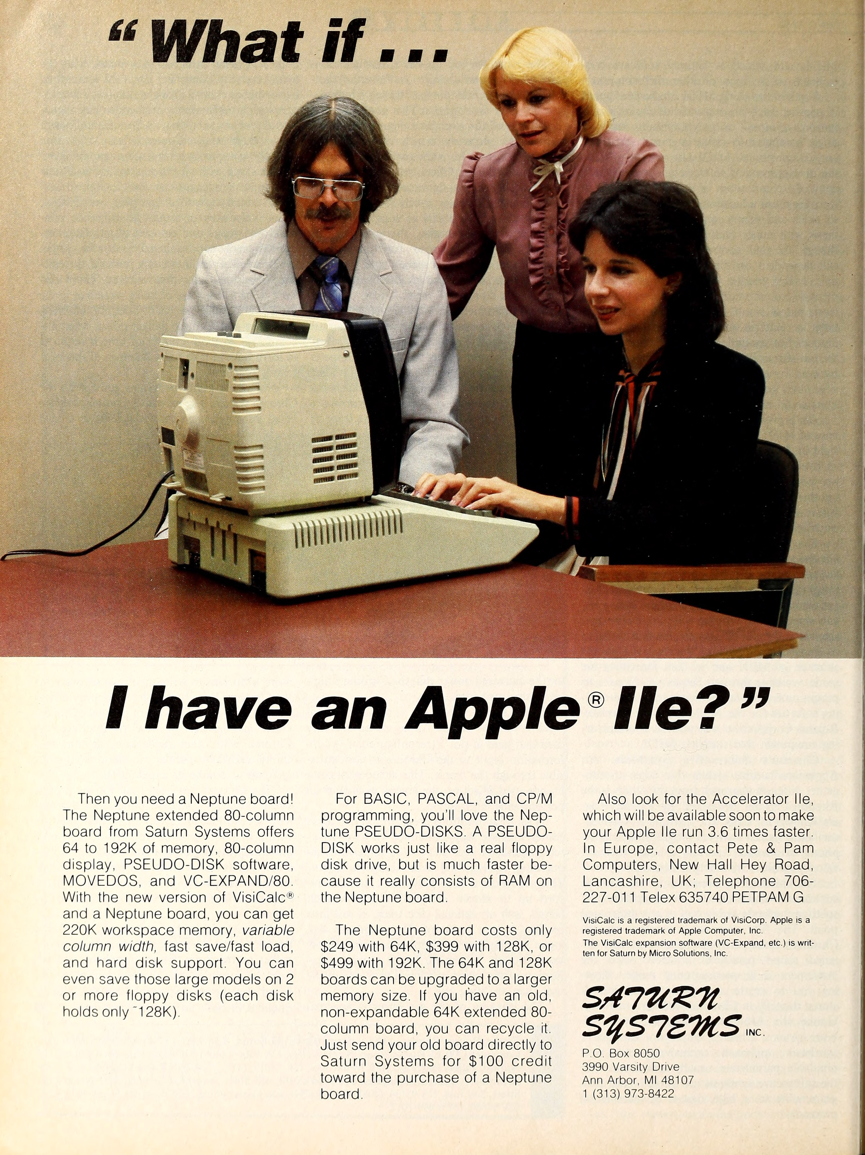 “What if . . .
I have an Apple® IIe?”
Then you need a Neptune board!
The Neptune extended 80-column
board from Saturn Systems offers
64 to 192K of memory, 80-column
display, PSEUDO-DISK software,
MOVEDOS, and VC-EXPAND/80.
With the new version of VisiCalc®
and a Neptune board, you can get
220K workspace memory, variable
column width, fast save/fast load,
and hard disk support. You can
even save those large models on 2
or more floppy disks (each disk
holds only ~128K).
For BASIC, PASCAL, and CP/M
programming, you'll love the Nep-
tune PSEUDO-DISKS. A PSEUDO-
DISK works just like a real floppy
disk drive, but is much faster be-
cause it really consists of RAM on
the Neptune board.
The Neptune board costs only
$249 with 64K, $399 with 128K, or
$499 with 192K. The 64K and 128K
boards can be upgraded to a larger
memory size. If you have an old,
non-expandable 64K extended 80-
column board, you can recycle it.
Just send your old board directly to
Saturn Systems for $100 credit
toward the purchase of a Neptune
board.
Also look for the Accelerator IIe,
which will be available soon to make
your Apple IIe run 3.6 times faster.
In Europe, contact Pete & Pam
Computers, New Hall Hey Road,
Lancashire, UK; Telephone 706-
227-011 Telex 635740 PETPAM G
VisiCalc is a registered trademark of VisiCorp. Apple is a
registered trademark of Apple Computer, Inc.
The VisiCalc expansion software (VC-Expand, etc.) is writ-
ten for Saturn by Micro Solutions, Inc.
SATURN
SYSTEMS INC.
P.O. Box 8050
3990 Varsity Drive
Ann Arbor, MI 48107
1 (313) 973-8422